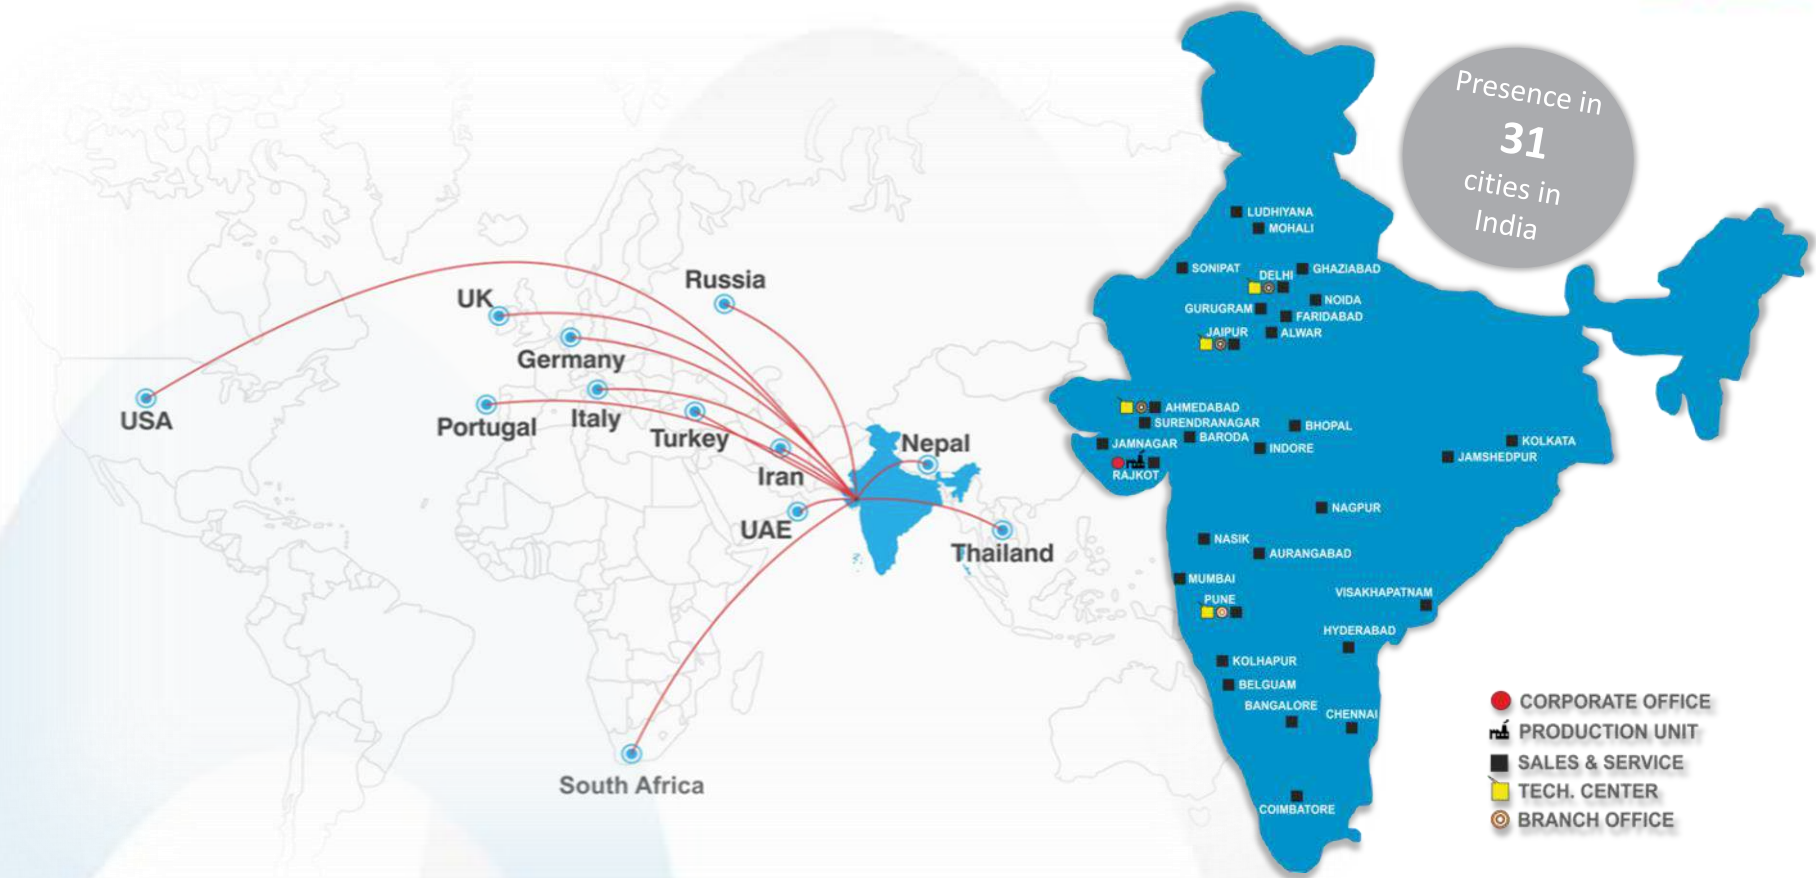 Presence in
31
cities in
India
USA
UK
Germany
Portugal
Italy
Turkey
Russia
Iran
UAE
Nepal
Thailand
South Africa
LUDHIYANA
MOHALI
SONIPAT
DELHI
GHAZIABAD
NOIDA
GURUGRAM
FARIDABAD
JAIPUR
ALWAR
AHMEDABAD
SURENDRANAGAR
JAMNAGAR
BARODA
RAJKOT
BHOPAL
INDORE
KOLKATA
JAMSHEDPUR
NAGPUR
NASIK
AURANGABAD
MUMBAI
PUNE
VISAKHAPATNAM
HYDERABAD
KOLHAPUR
BELGUAM
BANGALORE
CHENNAI
COIMBATORE
CORPORATE OFFICE
PRODUCTION UNIT
SALES & SERVICE
TECH. CENTER
BRANCH OFFICE